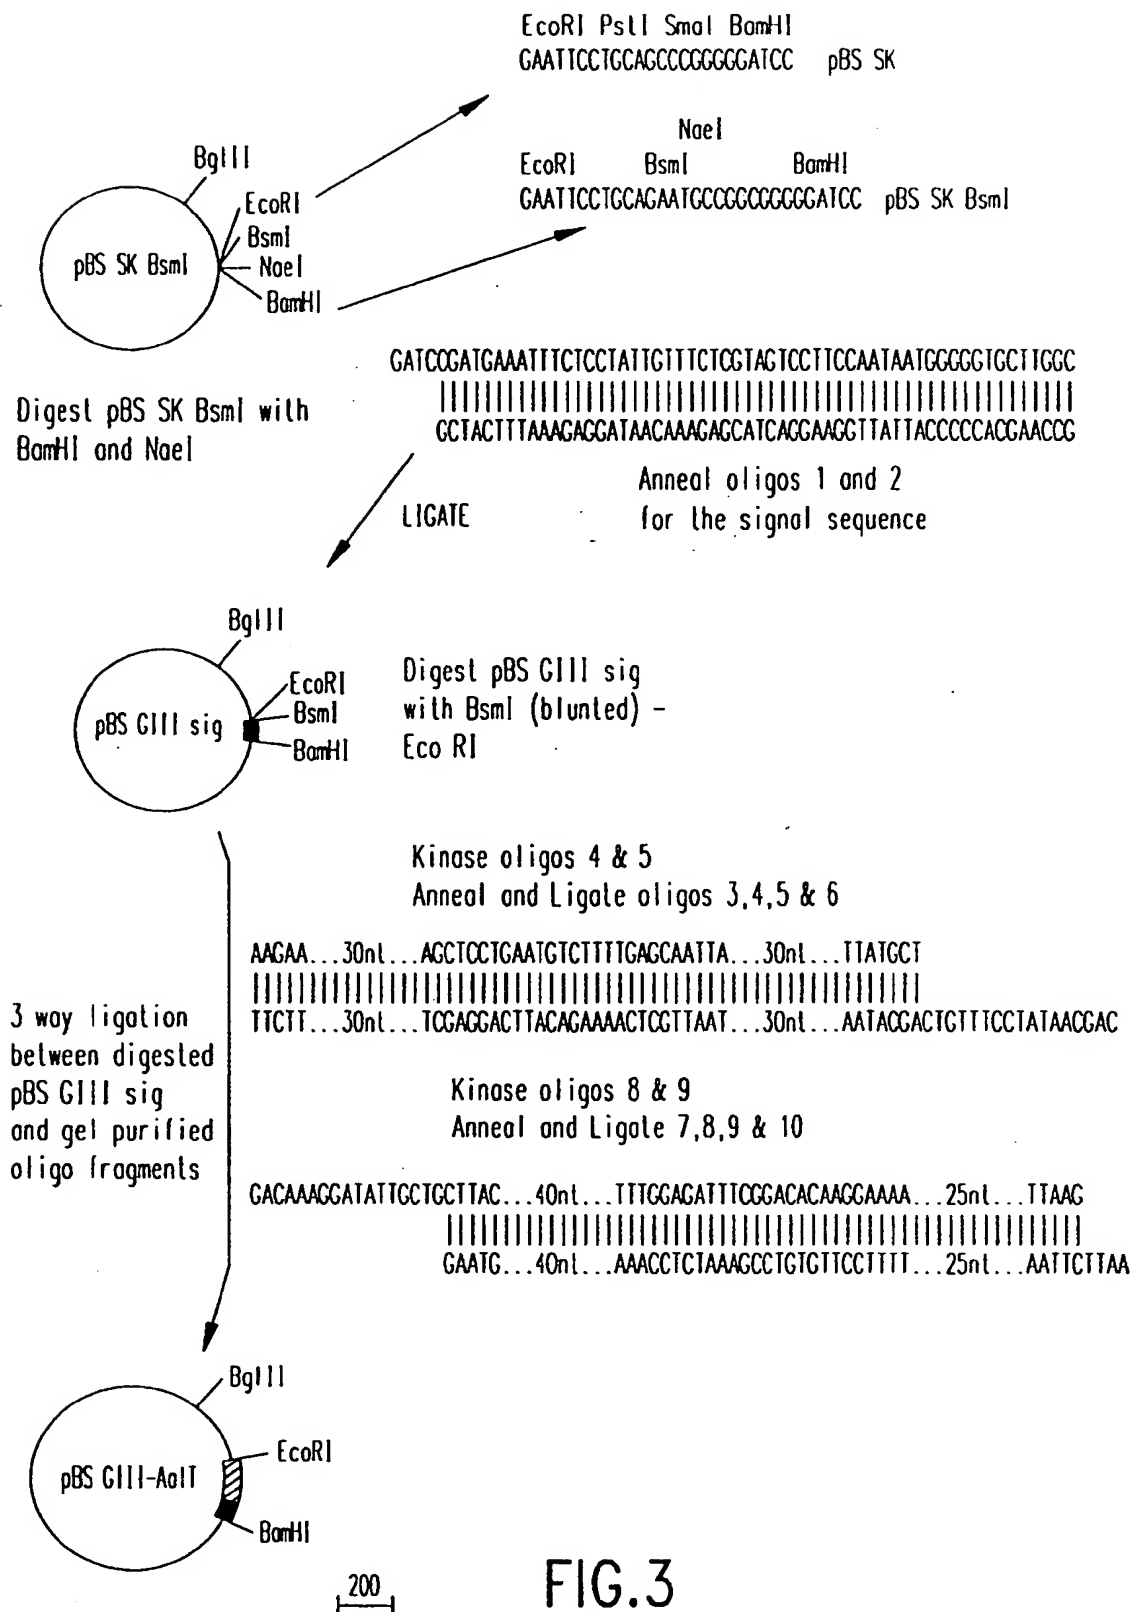 EcoRI PstI SmaI BamHI
GAATTCCTGCAGCCCGGGGGATCC pBS SK
NaeI
EcoRI BsmI BamHI
GAATTCCTGCAGAATGCCGGCGGGGGATCC pBS SK BsmI
BglII
EcoRI
BsmI
NaeI
BamHI
pBS SK BsmI
GATCCGATGAAATTTCTCCTATTGTTTCTCGTAGTCCTTCCAATAATGGGGGTGCTTGGC
GCTACTTTAAAGAGGATAACAAAGAGCATCAGGAAGGTTATTACCCCCACGAACCG
Digest pBS SK BsmI with
BamHI and NaeI
Anneal oligos 1 and 2
for the signal sequence
LIGATE
BglII
EcoRI
BsmI
BamHI
pBS GIII sig
Digest pBS GIII sig
with BsmI (blunted) –
Eco RI
Kinase oligos 4 & 5
Anneal and Ligate oligos 3,4,5 & 6
AAGAA...30nt...AGCTCCTGAATGTCTTTTGAGCAATTA...30nt...TTATGCT
TTCTT...30nt...TCGAGGACTTACAGAAAACTCGTTAAT...30nt...AATACGACTGTTTCCTATAACGAC
3 way ligation
between digested
pBS GIII sig
and gel purified
oligo fragments
Kinase oligos 8 & 9
Anneal and Ligate 7,8,9 & 10
GACAAAGGATATTGCTGCTTAC...40nt...TTTGGAGATTTCGGACACAAGGAAAA...25nt...TTAAG
GAATG...40nt...AAACCTCTAAAGCCTGTGTTCCTTTT...25nt...AATTCTTAA
BglII
EcoRI
BamHI
pBS GIII-AaIT
200
FIG.3